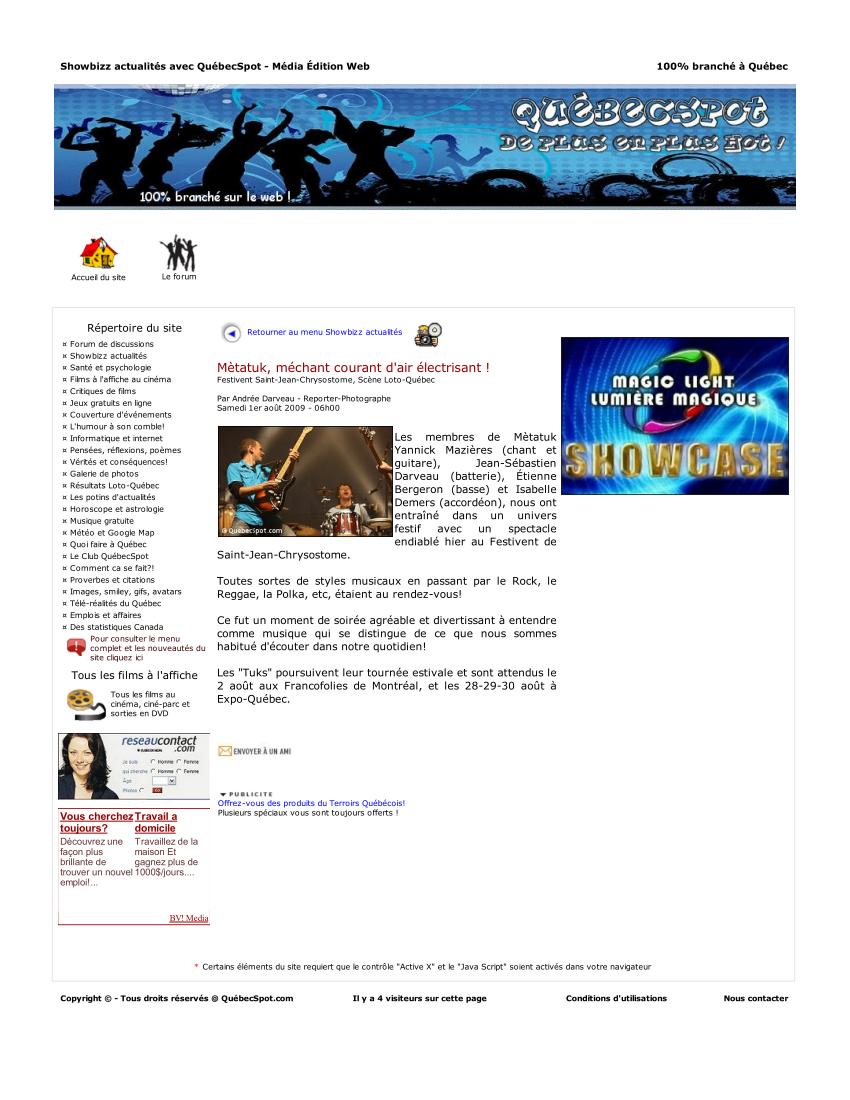 Showbizz actualités avec QuébecSpot - Média Édition Web
100% branché à Québec
QUÉBECSPOT
De plus en plus Hot !
100% branché sur le web !
Accueil du site
Le forum
Répertoire du site
¤ Forum de discussions
¤ Showbizz actualités
¤ Santé et psychologie
¤ Films à l'affiche au cinéma
¤ Critiques de films
¤ Jeux gratuits en ligne
¤ Couverture d'événements
¤ L'humour à son comble!
¤ Informatique et internet
¤ Pensées, réflexions, poèmes
¤ Vérités et conséquences!
¤ Galerie de photos
¤ Résultats Loto-Québec
¤ Les potins d'actualités
¤ Horoscope et astrologie
¤ Musique gratuite
¤ Météo et Google Map
¤ Quoi faire à Québec
¤ Le Club QuébecSpot
¤ Comment ca se fait?!
¤ Proverbes et citations
¤ Images, smiley, gifs, avatars
¤ Télé-réalités du Québec
¤ Emplois et affaires
¤ Des statistiques Canada
Pour consulter le menu
complet et les nouveautés du
site cliquez ici
Tous les films à l'affiche
Tous les films au
cinéma, ciné-parc et
sorties en DVD
reseaucontact
.com
Je suis Homme Femme
qui cherche Homme Femme
Âge
Photos GO
Vous cherchez
toujours?
Découvrez une
façon plus
brillante de
trouver un nouvel
emploi!...
Travail a
domicile
Travaillez de la
maison Et
gagnez plus de
1000$/jours....
BV! Media
Retourner au menu Showbizz actualités
Mètatuk, méchant courant d'air électrisant !
Festivent Saint-Jean-Chrysostome, Scène Loto-Québec
Par Andrée Darveau - Reporter-Photographe
Samedi 1er août 2009 - 06h00
@ QuébecSpot.com
Les membres de Mètatuk
Yannick Mazières (chant et
guitare), Jean-Sébastien
Darveau (batterie), Étienne
Bergeron (basse) et Isabelle
Demers (accordéon), nous ont
entraîné dans un univers
festif avec un spectacle
endiablé hier au Festivent de
Saint-Jean-Chrysostome.
Toutes sortes de styles musicaux en passant par le Rock, le
Reggae, la Polka, etc, étaient au rendez-vous!
Ce fut un moment de soirée agréable et divertissant à entendre
comme musique qui se distingue de ce que nous sommes
habitué d'écouter dans notre quotidien!
Les "Tuks" poursuivent leur tournée estivale et sont attendus le
2 août aux Francofolies de Montréal, et les 28-29-30 août à
Expo-Québec.
ENVOYER À UN AMI
PUBLICITE
Offrez-vous des produits du Terroirs Québécois!
Plusieurs spéciaux vous sont toujours offerts !
MAGIC LIGHT
LUMIÈRE MAGIQUE
SHOWCASE
* Certains éléments du site requiert que le contrôle "Active X" et le "Java Script" soient activés dans votre navigateur
Copyright © - Tous droits réservés @ QuébecSpot.com
Il y a 4 visiteurs sur cette page
Conditions d'utilisations
Nous contacter